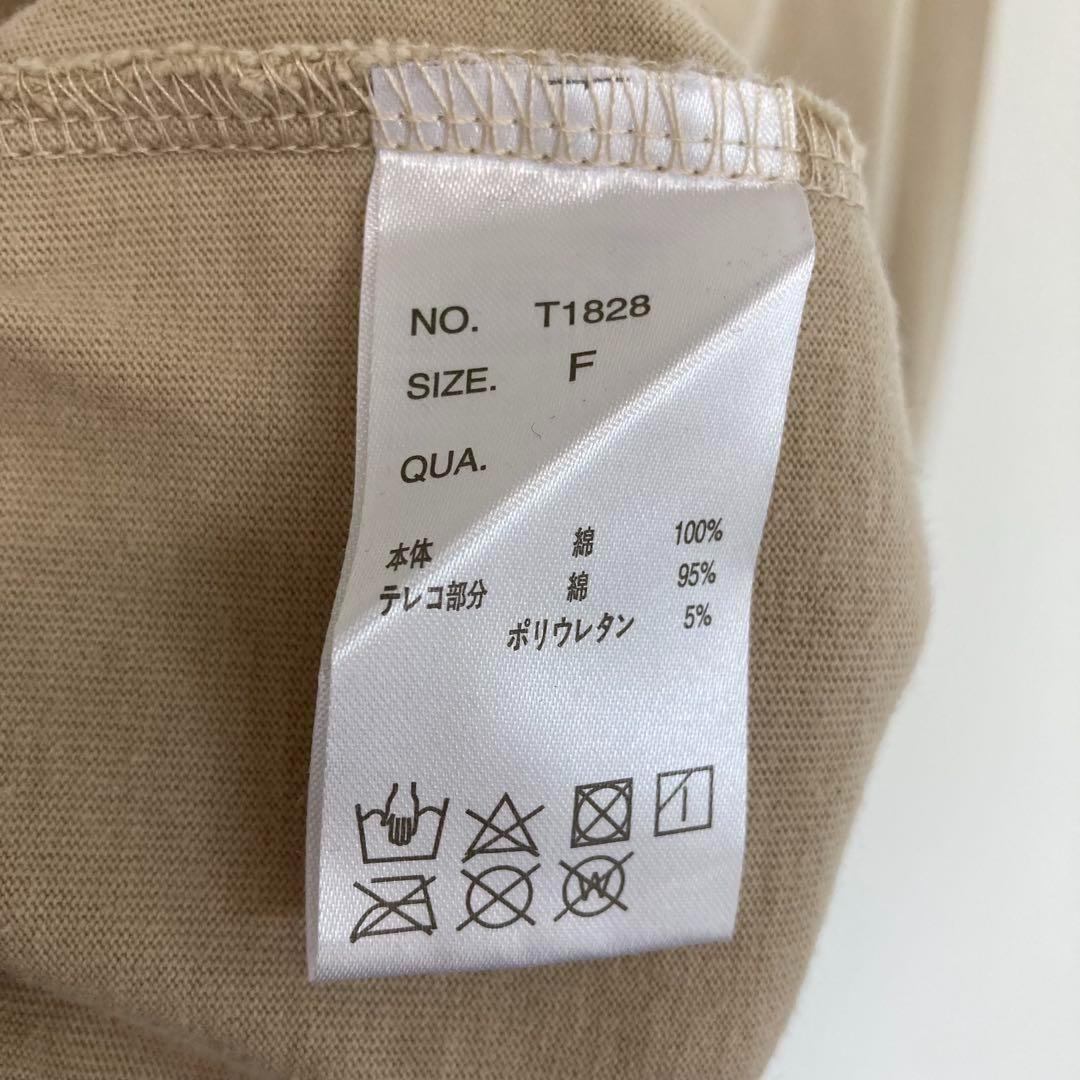 NO. T1828
SIZE. F
QUA.
本体 綿 100%
テレコ部分 綿 95%
ポリウレタン 5%
W